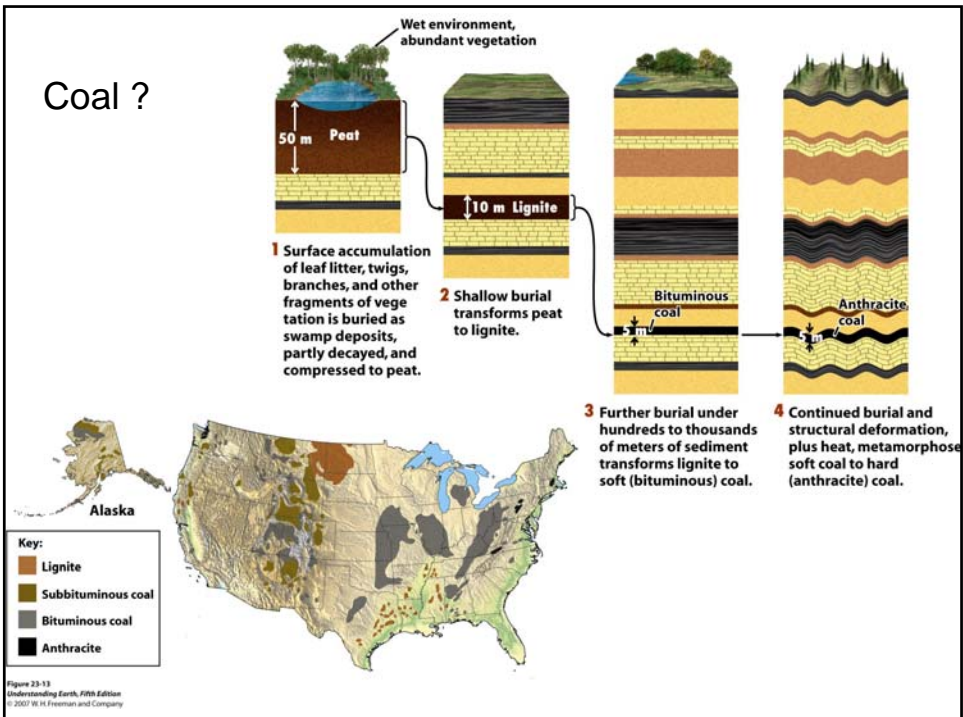 Coal ?
Wet environment,
abundant vegetation
50 m
Peat
1 Surface accumulation
of leaf litter, twigs,
branches, and other
fragments of vege
tation is buried as
swamp deposits,
partly decayed, and
compressed to peat.
10 m Lignite
2 Shallow burial
transforms peat
to lignite.
Bituminous
coal
5 m
3 Further burial under
hundreds to thousands
of meters of sediment
transforms lignite to
soft (bituminous) coal.
Anthracite
coal
5 m
4 Continued burial and
structural deformation,
plus heat, metamorphose
soft coal to hard
(anthracite) coal.
Alaska
Key:
Lignite
Subbituminous coal
Bituminous coal
Anthracite
Figure 23-13
Understanding Earth, Fifth Edition
© 2007 W. H. Freeman and Company